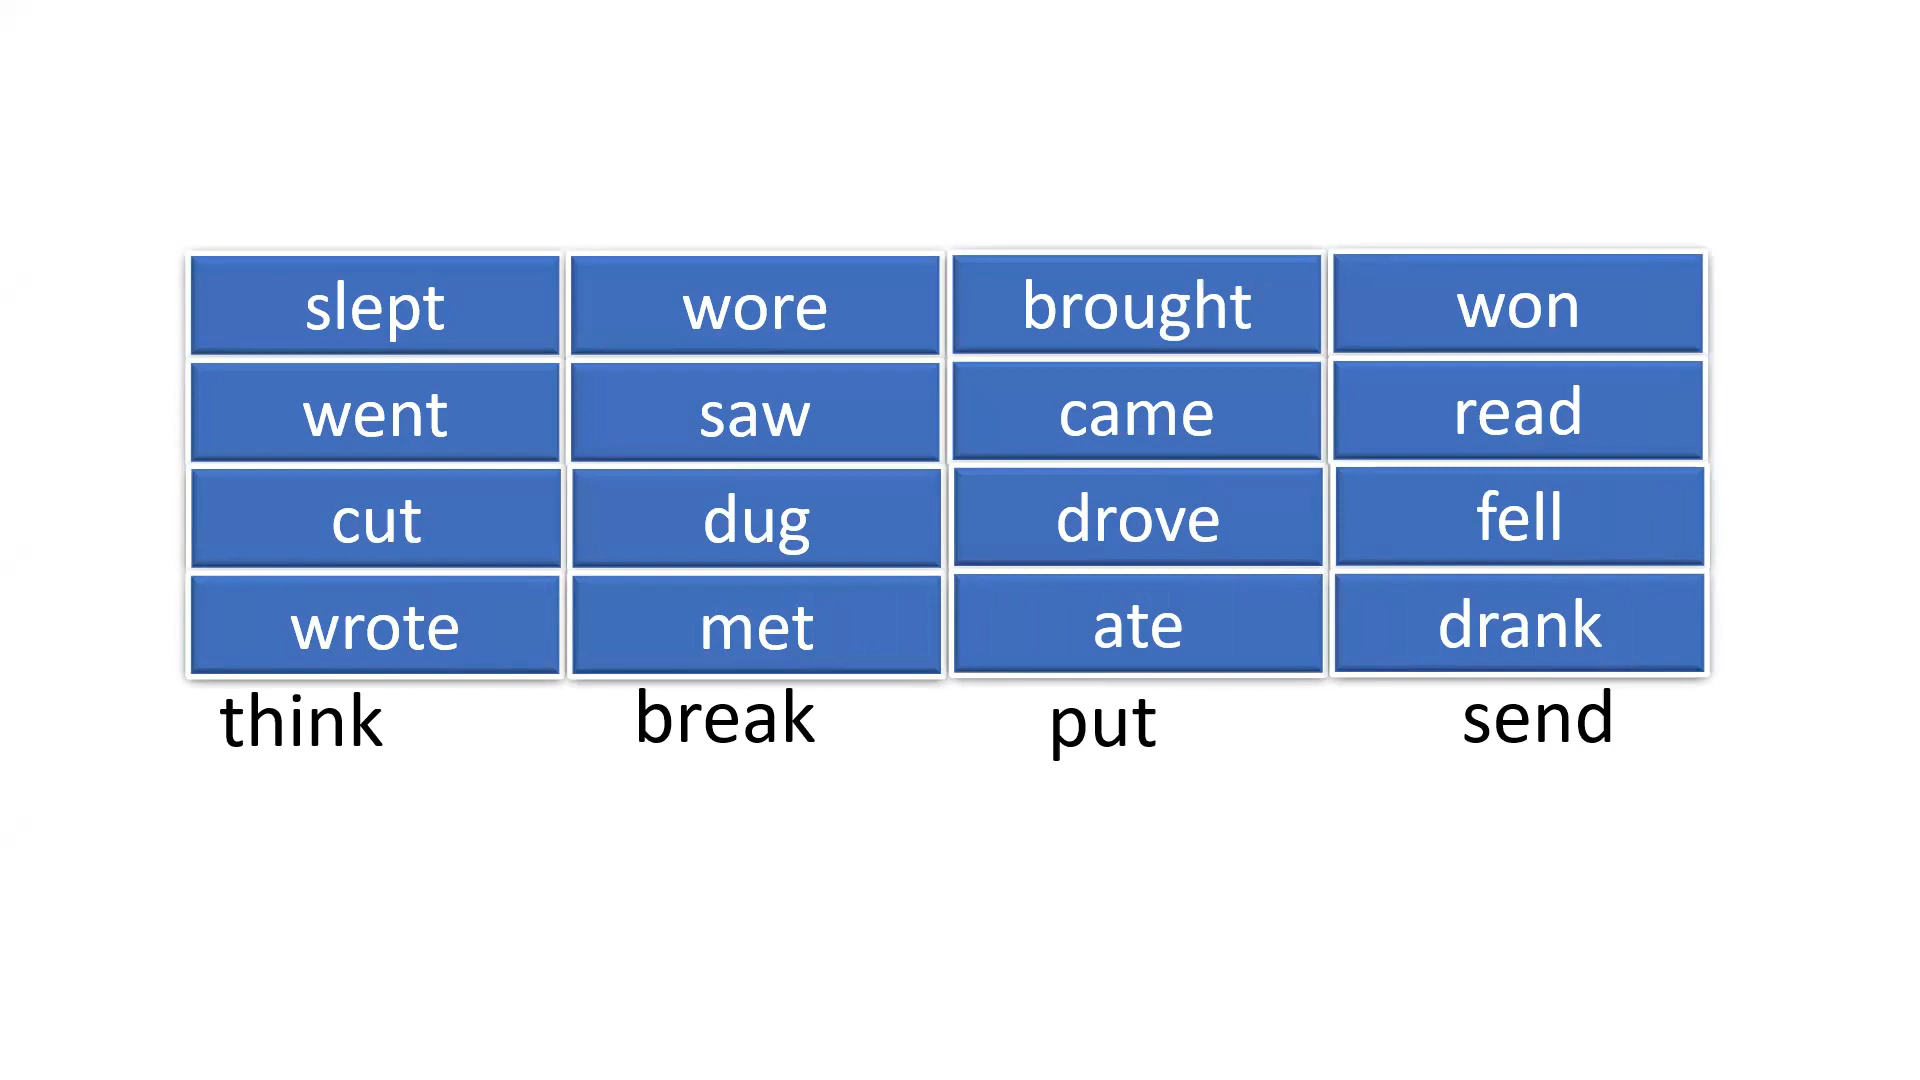 slept wore brought won
went saw came read
cut dug drove fell
wrote met ate drank
think break put send